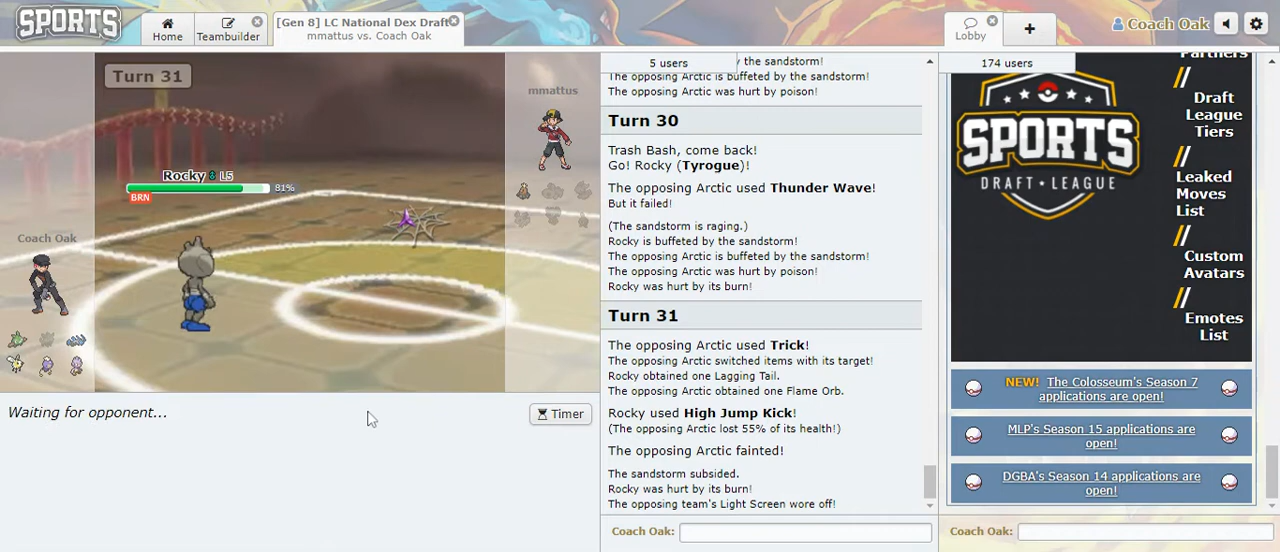 SPORTS
Home
Teambuilder
[Gen 8] LC National Dex Draft
mmattus vs. Coach Oak
Lobby
+
Coach Oak
Turn 31
Rocky L5
81%
BRN
Coach Oak
mmattus
Waiting for opponent...
Timer
5 users
y the sandstorm!
The opposing Arctic is buffeted by the sandstorm!
The opposing Arctic was hurt by poison!
Turn 30
Trash Bash, come back!
Go! Rocky (Tyrogue)!
The opposing Arctic used Thunder Wave!
But it failed!
(The sandstorm is raging.)
Rocky is buffeted by the sandstorm!
The opposing Arctic is buffeted by the sandstorm!
The opposing Arctic was hurt by poison!
Rocky was hurt by its burn!
Turn 31
The opposing Arctic used Trick!
The opposing Arctic switched items with its target!
Rocky obtained one Lagging Tail.
The opposing Arctic obtained one Flame Orb.
Rocky used High Jump Kick!
(The opposing Arctic lost 55% of its health!)
The opposing Arctic fainted!
The sandstorm subsided.
Rocky was hurt by its burn!
The opposing team's Light Screen wore off!
Coach Oak:
174 users
SPORTS
DRAFT • LEAGUE
Partners
//
Draft
League
Tiers
//
Leaked
Moves
List
//
Custom
Avatars
//
Emotes
List
NEW! The Colosseum's Season 7
applications are open!
MLP's Season 15 applications are
open!
DGBA's Season 14 applications are
open!
Coach Oak: